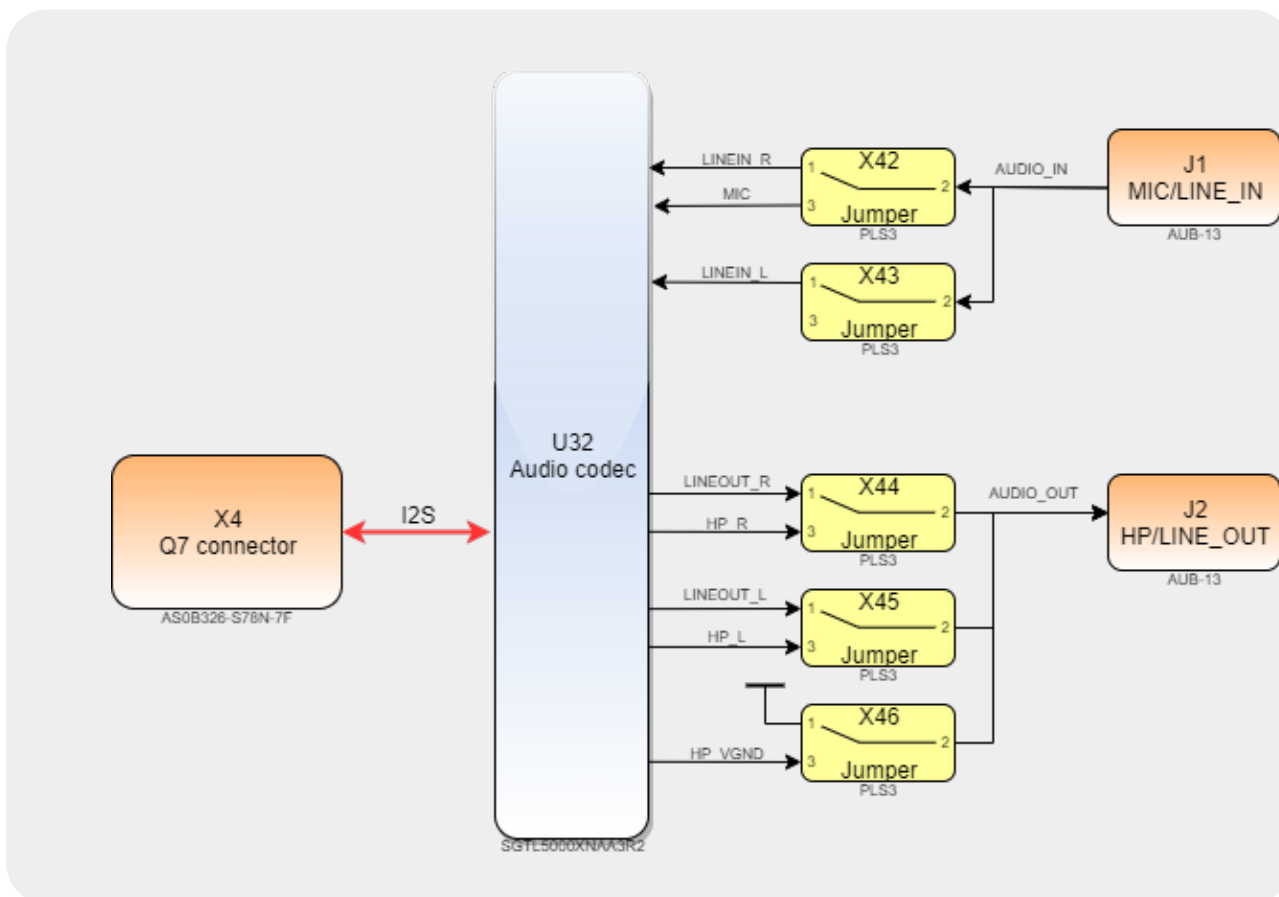 X42
1
2
3
Jumper
PLS3
LINEIN_R
MIC
AUDIO_IN
J1
MIC/LINE_IN
AUB-13
X43
1
2
3
Jumper
PLS3
LINEIN_L
U32
Audio codec
SGTL5000XNAA3R2
X4
Q7 connector
AS0B326-S78N-7F
I2S
LINEOUT_R
HP_R
X44
1
2
3
Jumper
PLS3
AUDIO_OUT
J2
HP/LINE_OUT
AUB-13
LINEOUT_L
HP_L
X45
1
2
3
Jumper
PLS3
HP_VGND
X46
1
2
3
Jumper
PLS3